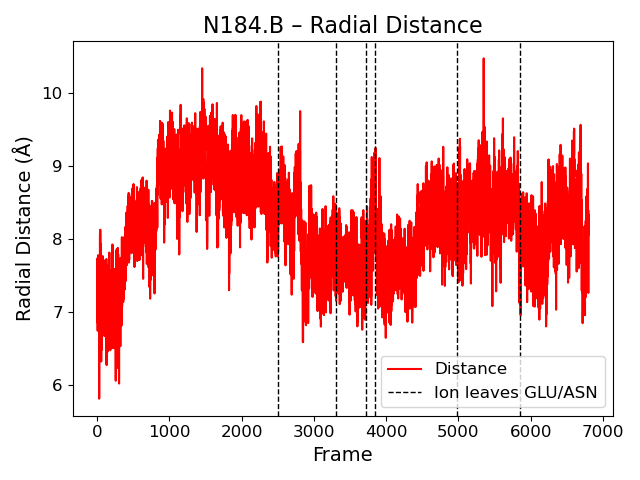 N184.B – Radial Distance
Radial Distance (Å)
10
9
8
7
6
Distance
Ion leaves GLU/ASN
0 1000 2000 3000 4000 5000 6000 7000
Frame